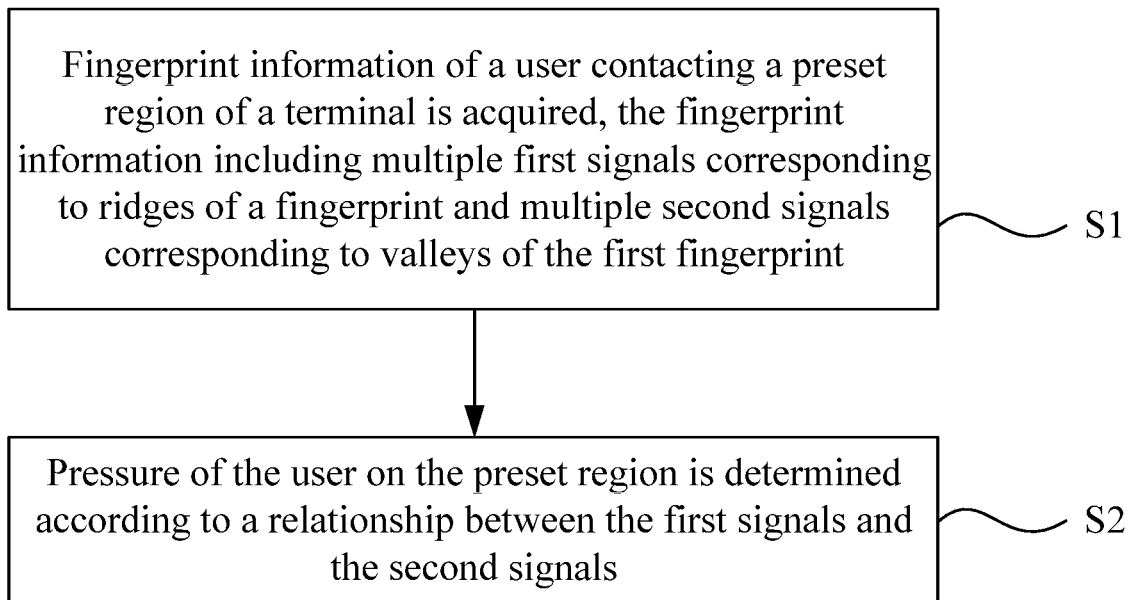 Fingerprint information of a user contacting a preset
region of a terminal is acquired, the fingerprint
information including multiple first signals corresponding
to ridges of a fingerprint and multiple second signals
corresponding to valleys of the first fingerprint
S1
Pressure of the user on the preset region is determined
according to a relationship between the first signals and
the second signals
S2